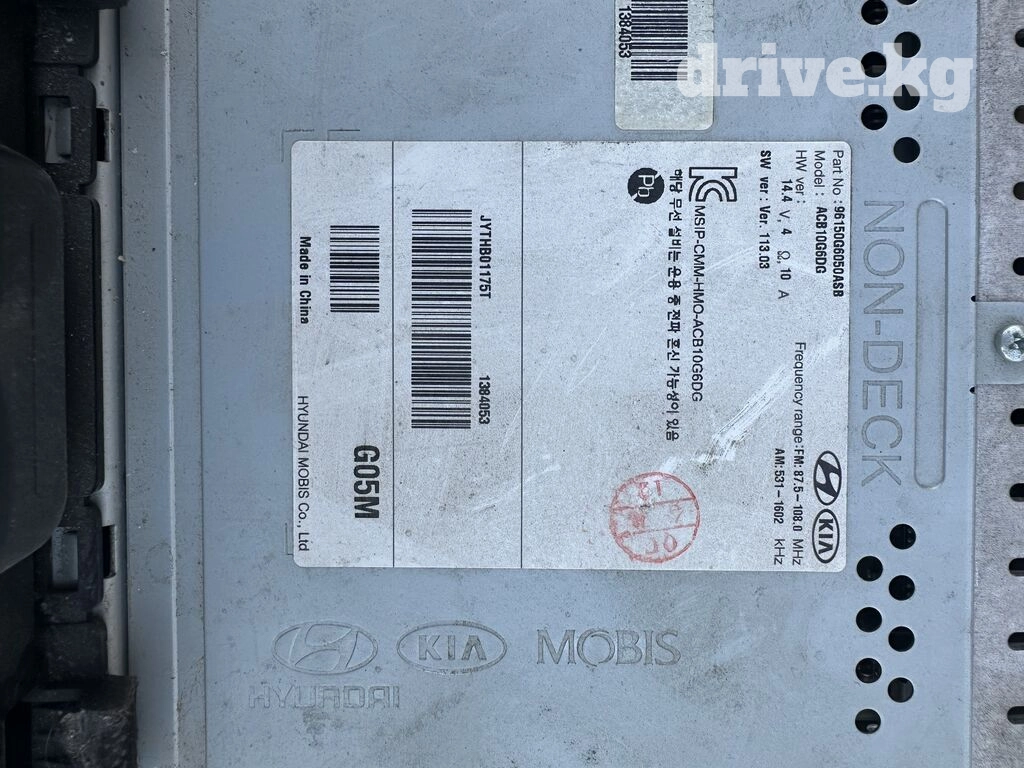 drive.kg
1384053
NON-DECK
Part No : 96150G6050ASB
Model : ACB10G6DG
HW ver :
14.4 V, 4 Ω, 10 A
SW ver : Ver. 113.03
Frequency range : FM: 87.5-108.0 MHz
AM: 531-1602 kHz
KIA
MSIP-CMM-HMO-ACB10G6DG
Pb
해당 무선 설비는 운용 중 전파 혼신 가능성이 있음
JYTHB01175T 1384053
G05M
Made in China
HYUNDAI MOBIS Co., Ltd
HYUNDAI
KIA
MOBIS